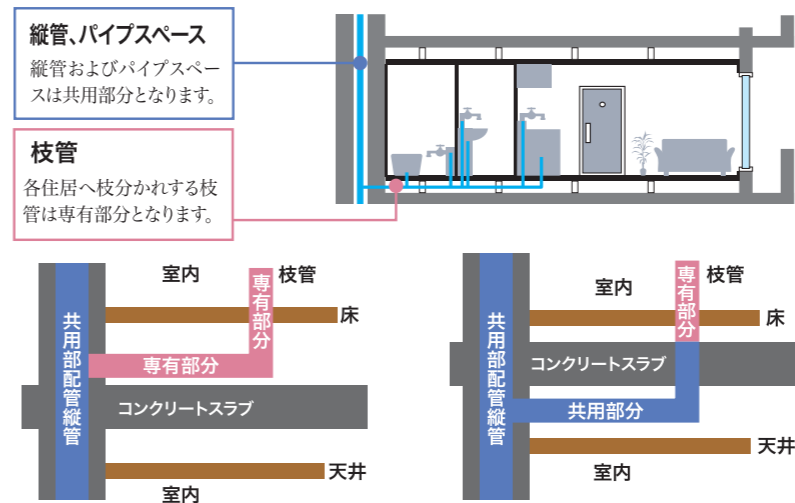 縦管、パイプスペース
縦管およびパイプスペー
スは共用部分となります。
枝管
各住居へ枝分かれする枝
管は専有部分となります。
室内
枝管
専有部分
床
共用部配管縦管
専有部分
コンクリートスラブ
天井
室内
枝管
専有部分
室内
床
共用部配管縦管
コンクリートスラブ
共用部分
天井
室内